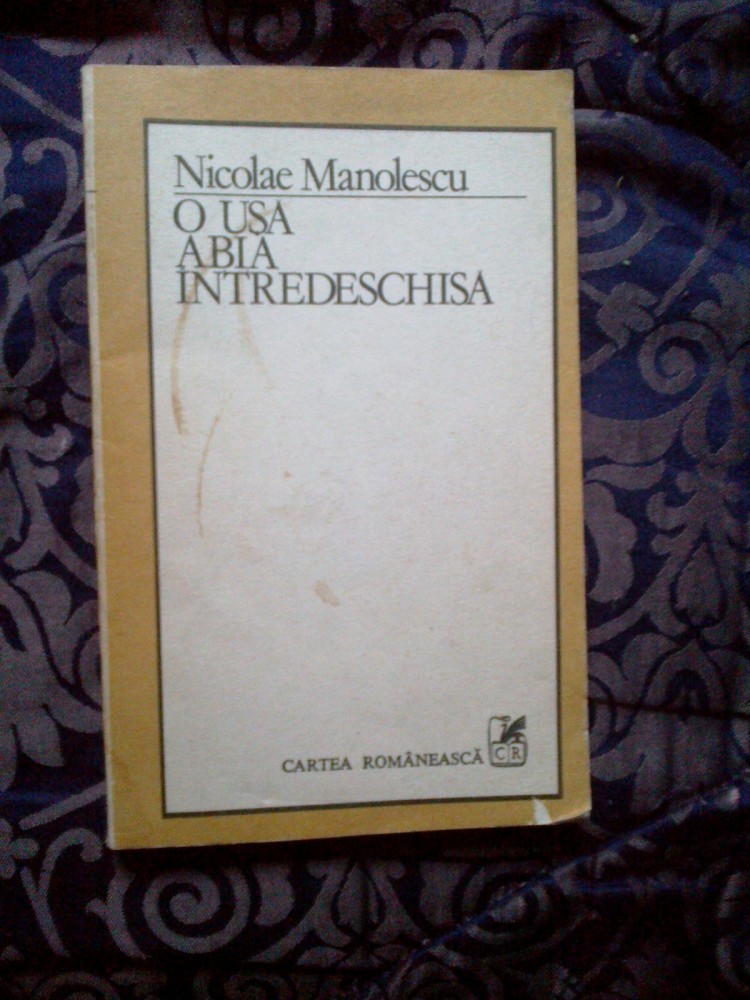 Nicolae Manolescu
O USA
ABIA
INTREDESCHISA
CARTEA ROMÂNEASCĂ
CR